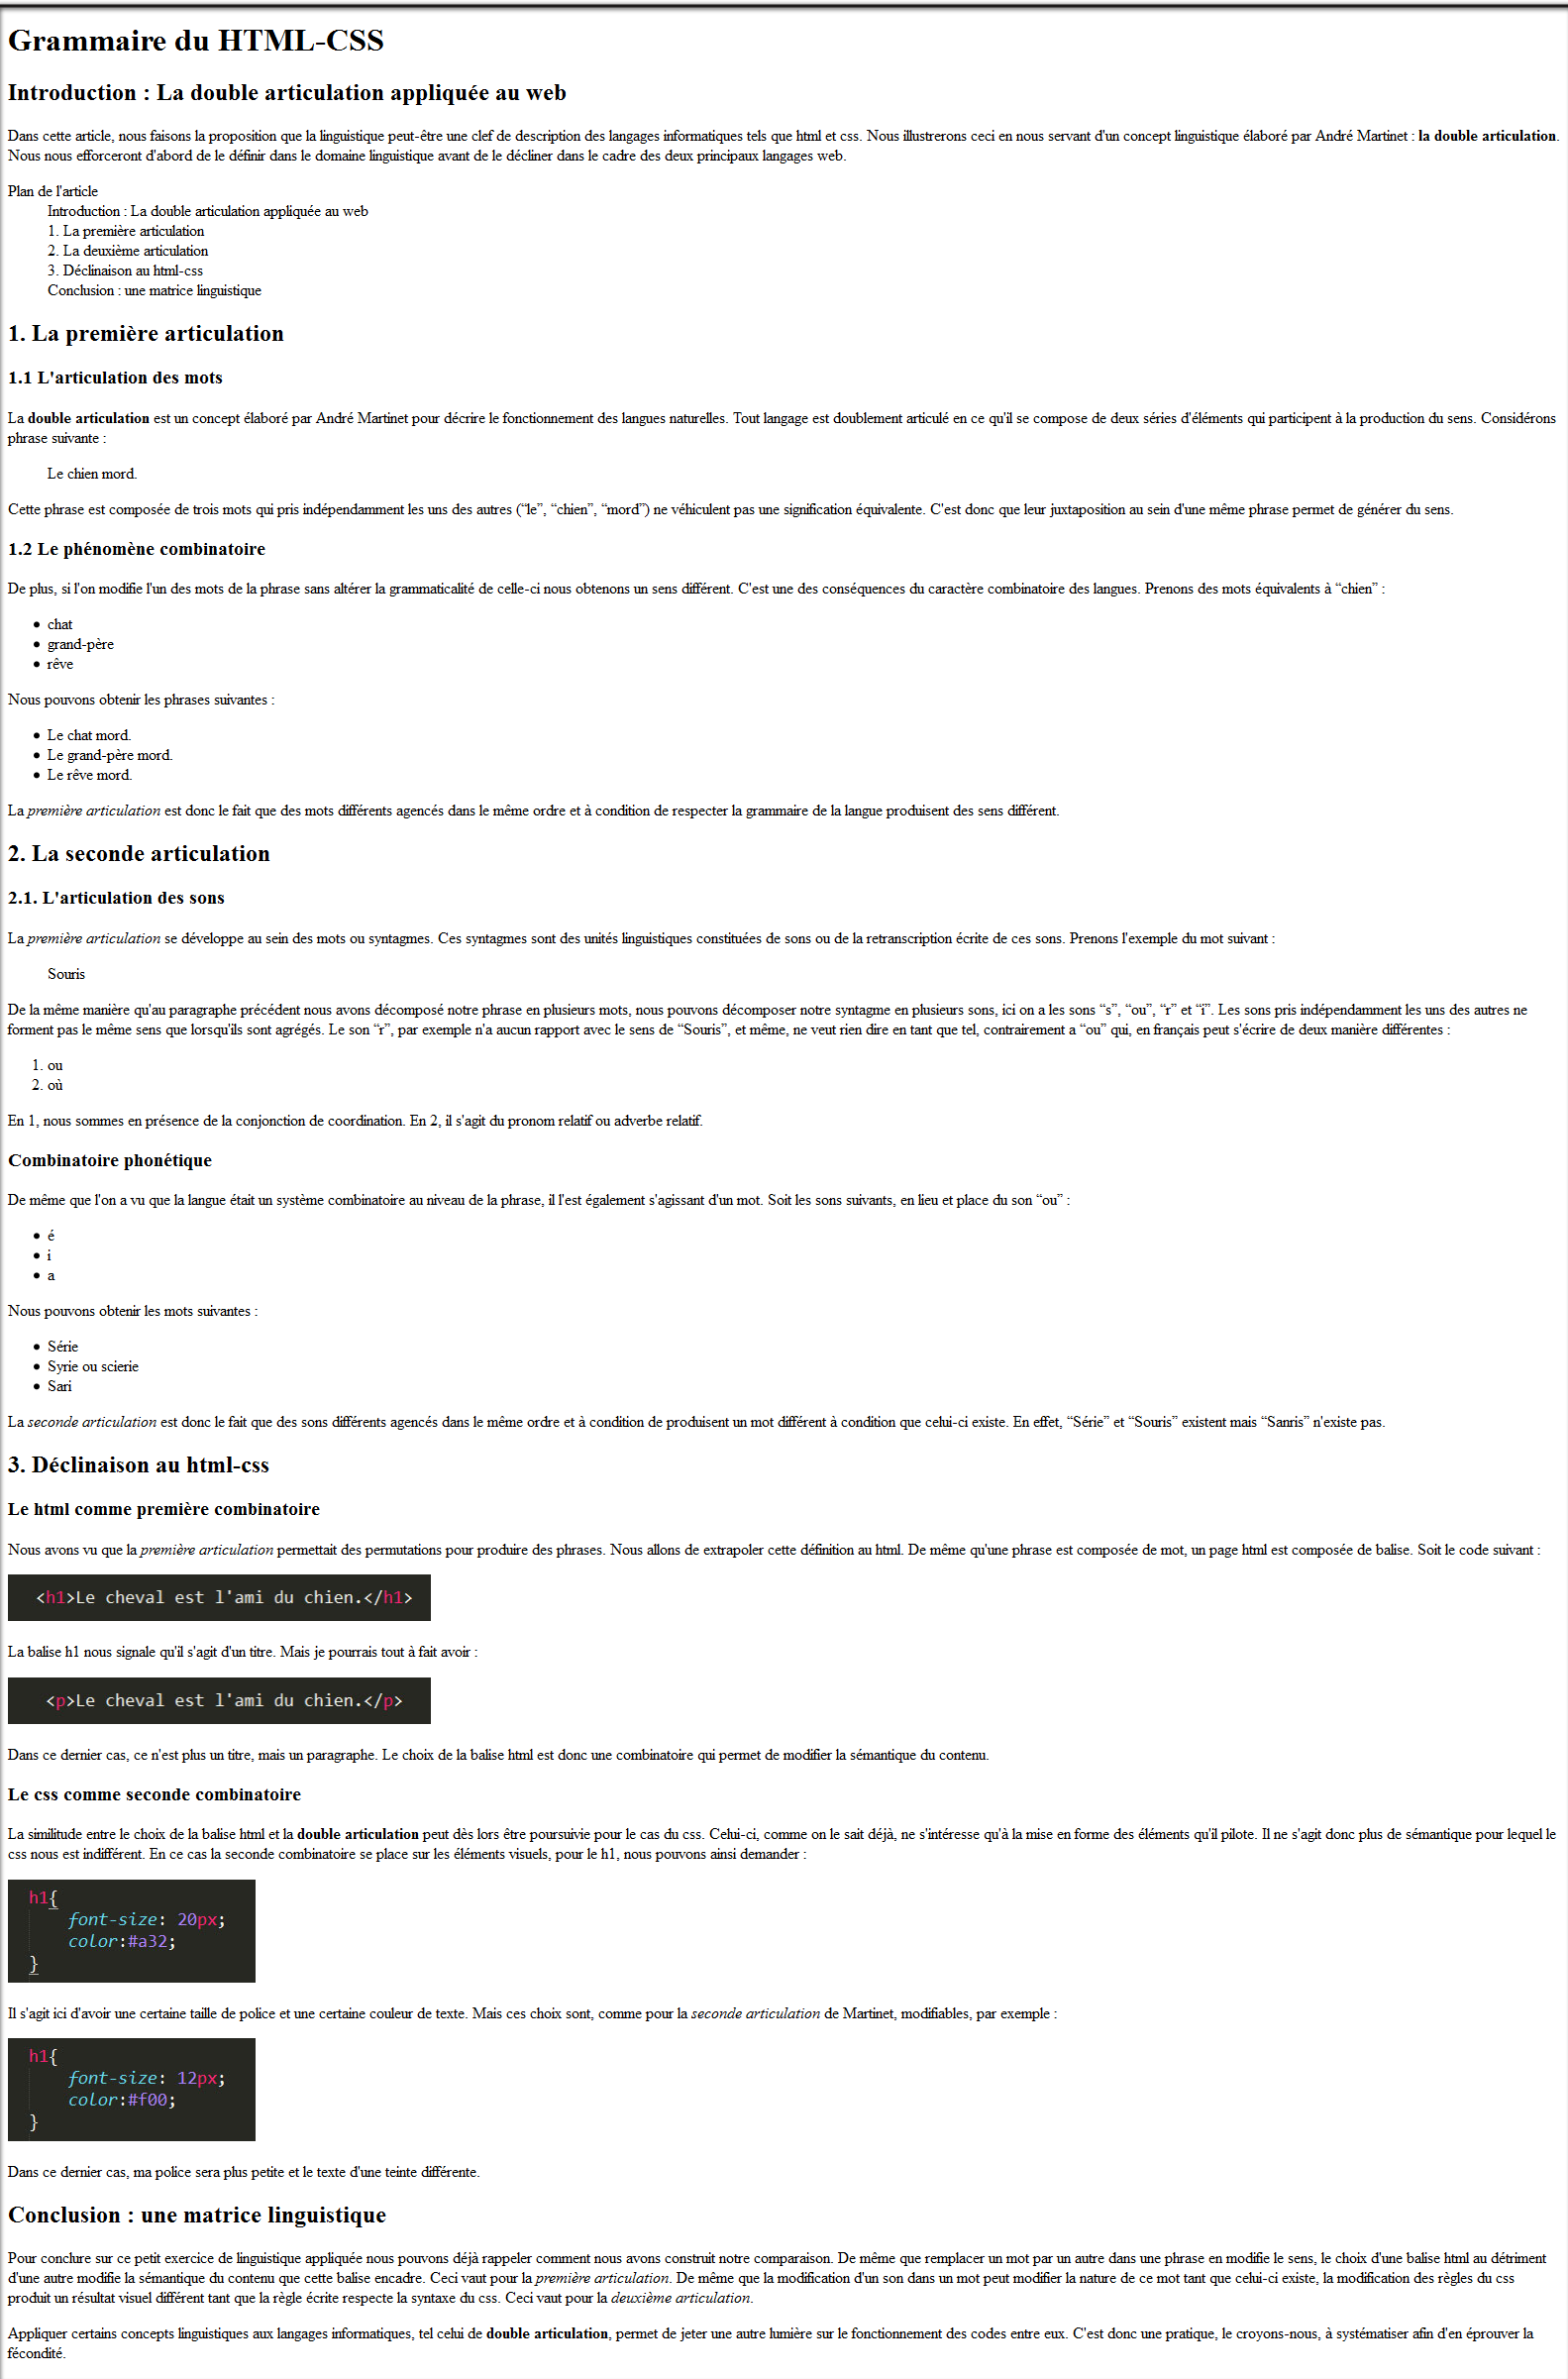 Grammaire du HTML-CSS
Introduction : La double articulation appliquée au web
Dans cette article, nous faisons la proposition que la linguistique peut-être une clef de description des langages informatiques tels que html et css. Nous illustrerons ceci en nous servant d'un concept linguistique élaboré par André Martinet : la double articulation.
Nous nous efforceront d'abord de le définir dans le domaine linguistique avant de le décliner dans le cadre des deux principaux langages web.
Plan de l'article
Introduction : La double articulation appliquée au web
1. La première articulation
2. La deuxième articulation
3. Déclinaison au html-css
Conclusion : une matrice linguistique
1. La première articulation
1.1 L'articulation des mots
La double articulation est un concept élaboré par André Martinet pour décrire le fonctionnement des langues naturelles. Tout langage est doublement articulé en ce qu'il se compose de deux séries d'éléments qui participent à la production du sens. Considérons
phrase suivante :
Le chien mord.
Cette phrase est composée de trois mots qui pris indépendamment les uns des autres (“le”, “chien”, “mord”) ne véhiculent pas une signification équivalente. C'est donc que leur juxtaposition au sein d'une même phrase permet de générer du sens.
1.2 Le phénomène combinatoire
De plus, si l'on modifie l'un des mots de la phrase sans altérer la grammaticalité de celle-ci nous obtenons un sens différent. C'est une des conséquences du caractère combinatoire des langues. Prenons des mots équivalents à “chien” :
• chat
• grand-père
• rêve
Nous pouvons obtenir les phrases suivantes :
• Le chat mord.
• Le grand-père mord.
• Le rêve mord.
La première articulation est donc le fait que des mots différents agencés dans le même ordre et à condition de respecter la grammaire de la langue produisent des sens différent.
2. La seconde articulation
2.1. L'articulation des sons
La première articulation se développe au sein des mots ou syntagmes. Ces syntagmes sont des unités linguistiques constituées de sons ou de la retranscription écrite de ces sons. Prenons l'exemple du mot suivant :
Souris
De la même manière qu'au paragraphe précédent nous avons décomposé notre phrase en plusieurs mots, nous pouvons décomposer notre syntagme en plusieurs sons, ici on a les sons “s”, “ou”, “r” et “i”. Les sons pris indépendamment les uns des autres ne
forment pas le même sens que lorsqu'ils sont agrégés. Le son “r”, par exemple n'a aucun rapport avec le sens de “Souris”, et même, ne veut rien dire en tant que tel, contrairement a “ou” qui, en français peut s'écrire de deux manière différentes :
1. ou
2. où
En 1, nous sommes en présence de la conjonction de coordination. En 2, il s'agit du pronom relatif ou adverbe relatif.
Combinatoire phonétique
De même que l'on a vu que la langue était un système combinatoire au niveau de la phrase, il l'est également s'agissant d'un mot. Soit les sons suivants, en lieu et place du son “ou” :
• é
• i
• a
Nous pouvons obtenir les mots suivantes :
• Série
• Syrie ou scierie
• Sari
La seconde articulation est donc le fait que des sons différents agencés dans le même ordre et à condition de produisent un mot différent à condition que celui-ci existe. En effet, “Série” et “Souris” existent mais “Sanris” n'existe pas.
3. Déclinaison au html-css
Le html comme première combinatoire
Nous avons vu que la première articulation permettait des permutations pour produire des phrases. Nous allons de extrapoler cette définition au html. De même qu'une phrase est composée de mot, un page html est composée de balise. Soit le code suivant :
<h1>Le cheval est l'ami du chien.</h1>
La balise h1 nous signale qu'il s'agit d'un titre. Mais je pourrais tout à fait avoir :
<p>Le cheval est l'ami du chien.</p>
Dans ce dernier cas, ce n'est plus un titre, mais un paragraphe. Le choix de la balise html est donc une combinatoire qui permet de modifier la sémantique du contenu.
Le css comme seconde combinatoire
La similitude entre le choix de la balise html et la double articulation peut dès lors être poursuivie pour le cas du css. Celui-ci, comme on le sait déjà, ne s'intéresse qu'à la mise en forme des éléments qu'il pilote. Il ne s'agit donc plus de sémantique pour lequel le
css nous est indifférent. En ce cas la seconde combinatoire se place sur les éléments visuels, pour le h1, nous pouvons ainsi demander :
h1{
font-size: 20px;
color:#a32;
}
Il s'agit ici d'avoir une certaine taille de police et une certaine couleur de texte. Mais ces choix sont, comme pour la seconde articulation de Martinet, modifiables, par exemple :
h1{
font-size: 12px;
color:#f00;
}
Dans ce dernier cas, ma police sera plus petite et le texte d'une teinte différente.
Conclusion : une matrice linguistique
Pour conclure sur ce petit exercice de linguistique appliquée nous pouvons déjà rappeler comment nous avons construit notre comparaison. De même que remplacer un mot par un autre dans une phrase en modifie le sens, le choix d'une balise html au détriment
d'une autre modifie la sémantique du contenu que cette balise encadre. Ceci vaut pour la première articulation. De même que la modification d'un son dans un mot peut modifier la nature de ce mot tant que celui-ci existe, la modification des règles du css
produit un résultat visuel différent tant que la règle écrite respecte la syntaxe du css. Ceci vaut pour la deuxième articulation.
Appliquer certains concepts linguistiques aux langages informatiques, tel celui de double articulation, permet de jeter une autre lumière sur le fonctionnement des codes entre eux. C'est donc une pratique, le croyons-nous, à systématiser afin d'en éprouver la
fécondité.